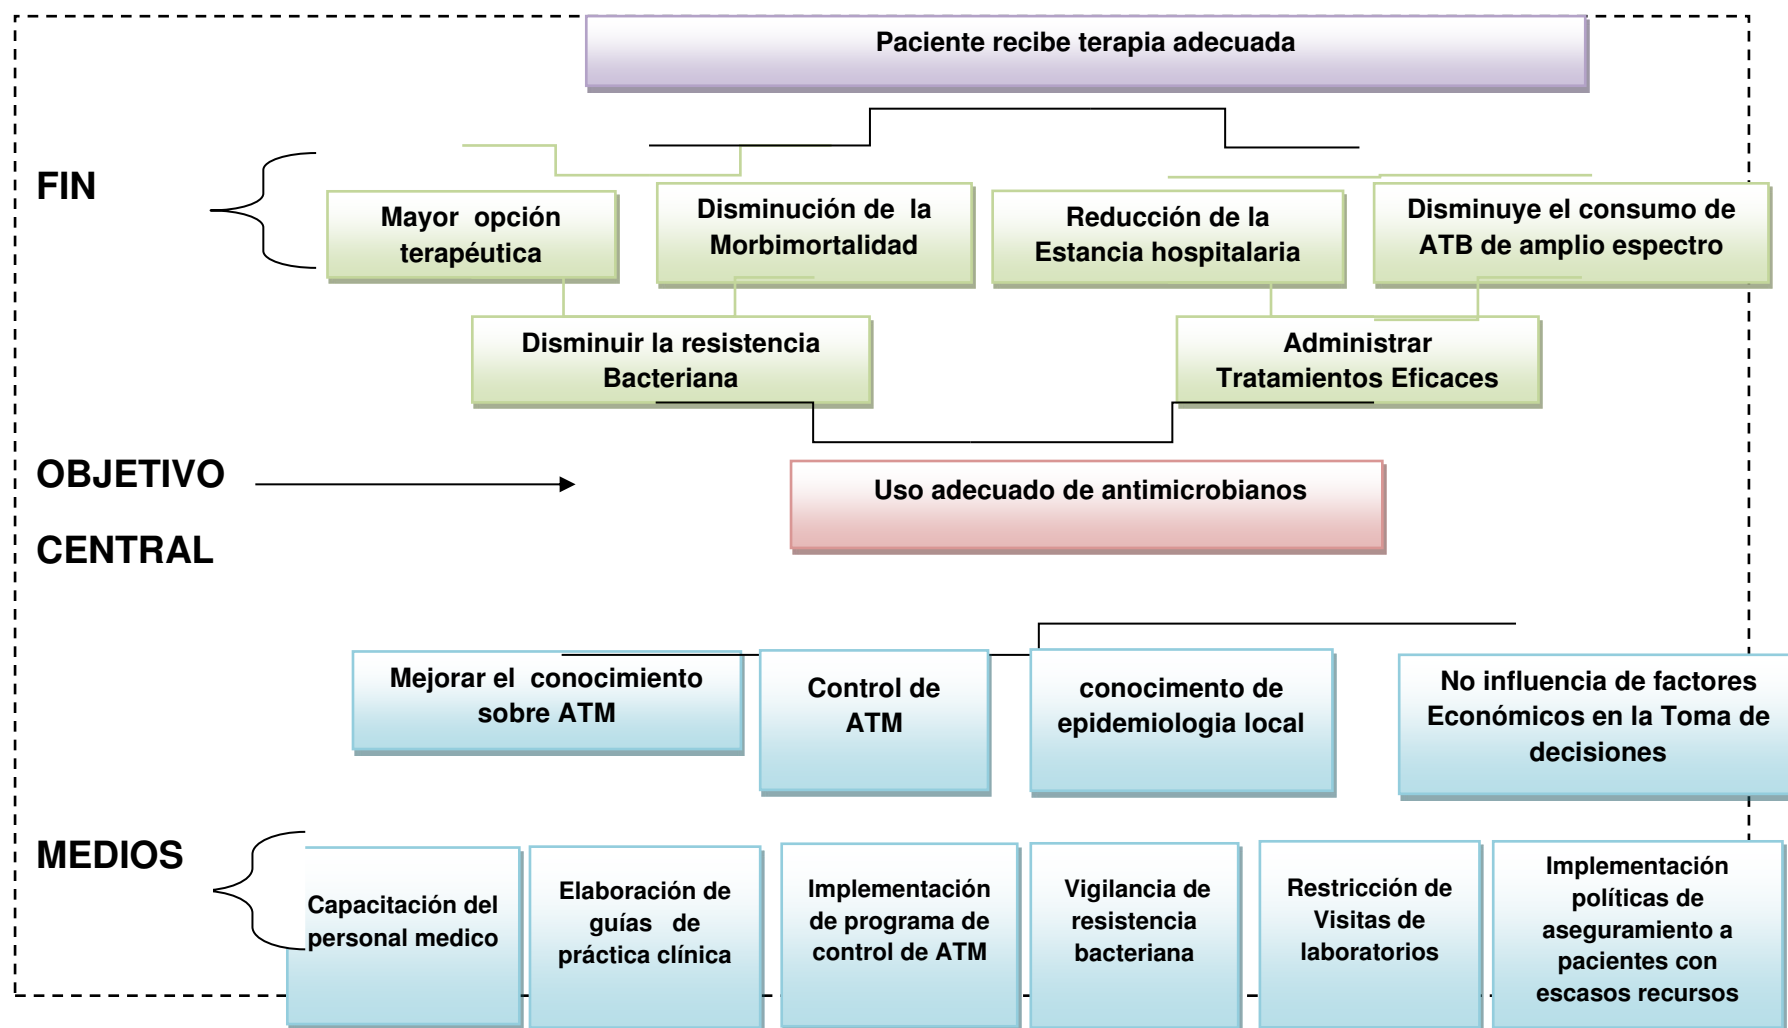 Paciente recibe terapia adecuada
FIN
Mayor opción
terapéutica
Disminución de la
Morbimortalidad
Reducción de la
Estancia hospitalaria
Disminuye el consumo de
ATB de amplio espectro
Disminuir la resistencia
Bacteriana
Administrar
Tratamientos Eficaces
OBJETIVO
CENTRAL
Uso adecuado de antimicrobianos
Mejorar el conocimiento
sobre ATM
Control de
ATM
conocimento de
epidemiologia local
No influencia de factores
Económicos en la Toma de
decisiones
MEDIOS
Capacitación del
personal medico
Elaboración de
guías de
práctica clínica
Implementación
de programa de
control de ATM
Vigilancia de
resistencia
bacteriana
Restricción de
Visitas de
laboratorios
Implementación
políticas de
aseguramiento a
pacientes con
escasos recursos